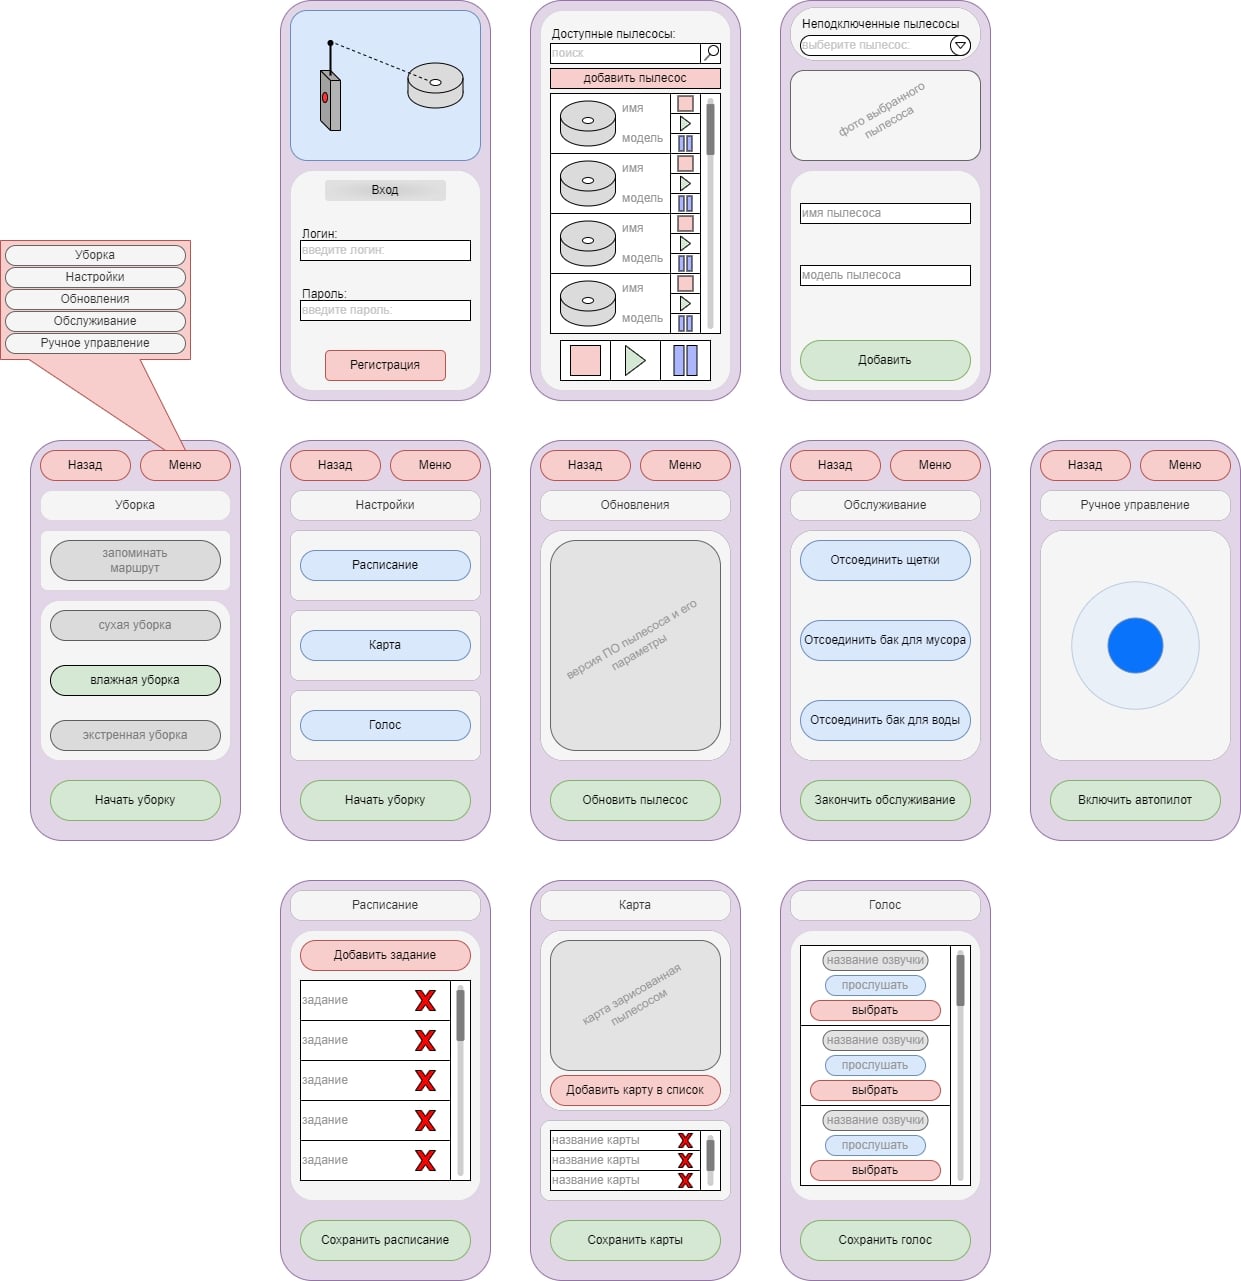 Вход
Логин:
введите логин:
Пароль:
введите пароль:
Регистрация
Доступные пылесосы:
поиск
добавить пылесос
имя
модель
имя
модель
имя
модель
имя
модель
Неподключенные пылесосы
выберите пылесос:
фото выбранного
пылесоса
имя пылесоса
модель пылесоса
Добавить
Уборка
Настройки
Обновления
Обслуживание
Ручное управление
Назад
Меню
Уборка
запоминать
маршрут
сухая уборка
влажная уборка
экстренная уборка
Начать уборку
Назад
Меню
Настройки
Расписание
Карта
Голос
Начать уборку
Назад
Меню
Обновления
версия ПО пылесоса и его
параметры
Обновить пылесос
Назад
Меню
Обслуживание
Отсоединить щетки
Отсоединить бак для мусора
Отсоединить бак для воды
Закончить обслуживание
Назад
Меню
Ручное управление
Включить автопилот
Расписание
Добавить задание
задание
задание
задание
задание
задание
Сохранить расписание
Карта
карта зарисованная
пылесосом
Добавить карту в список
название карты
название карты
название карты
Сохранить карты
Голос
название озвучки
прослушать
выбрать
название озвучки
прослушать
выбрать
название озвучки
прослушать
выбрать
Сохранить голос